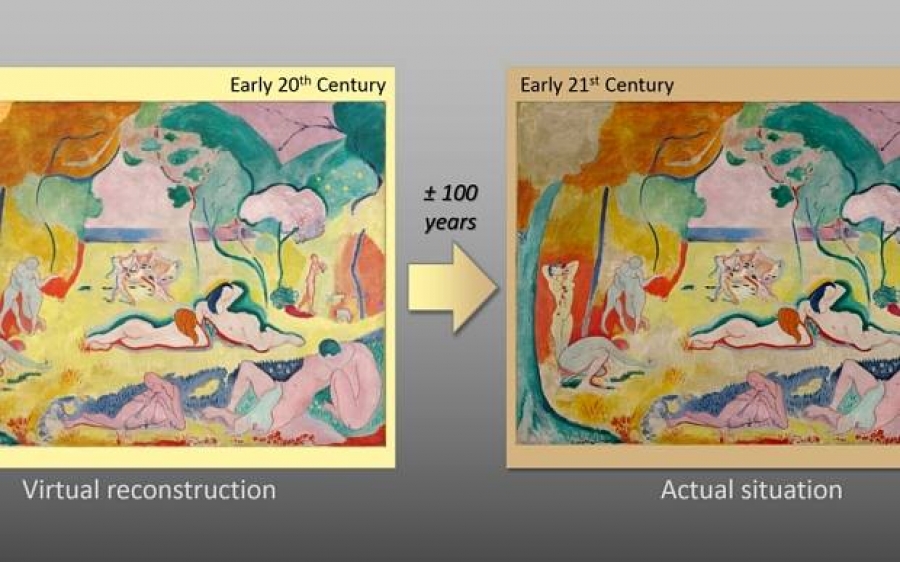 Early 20th Century
Early 21st Century
± 100
years
Virtual reconstruction
Actual situation